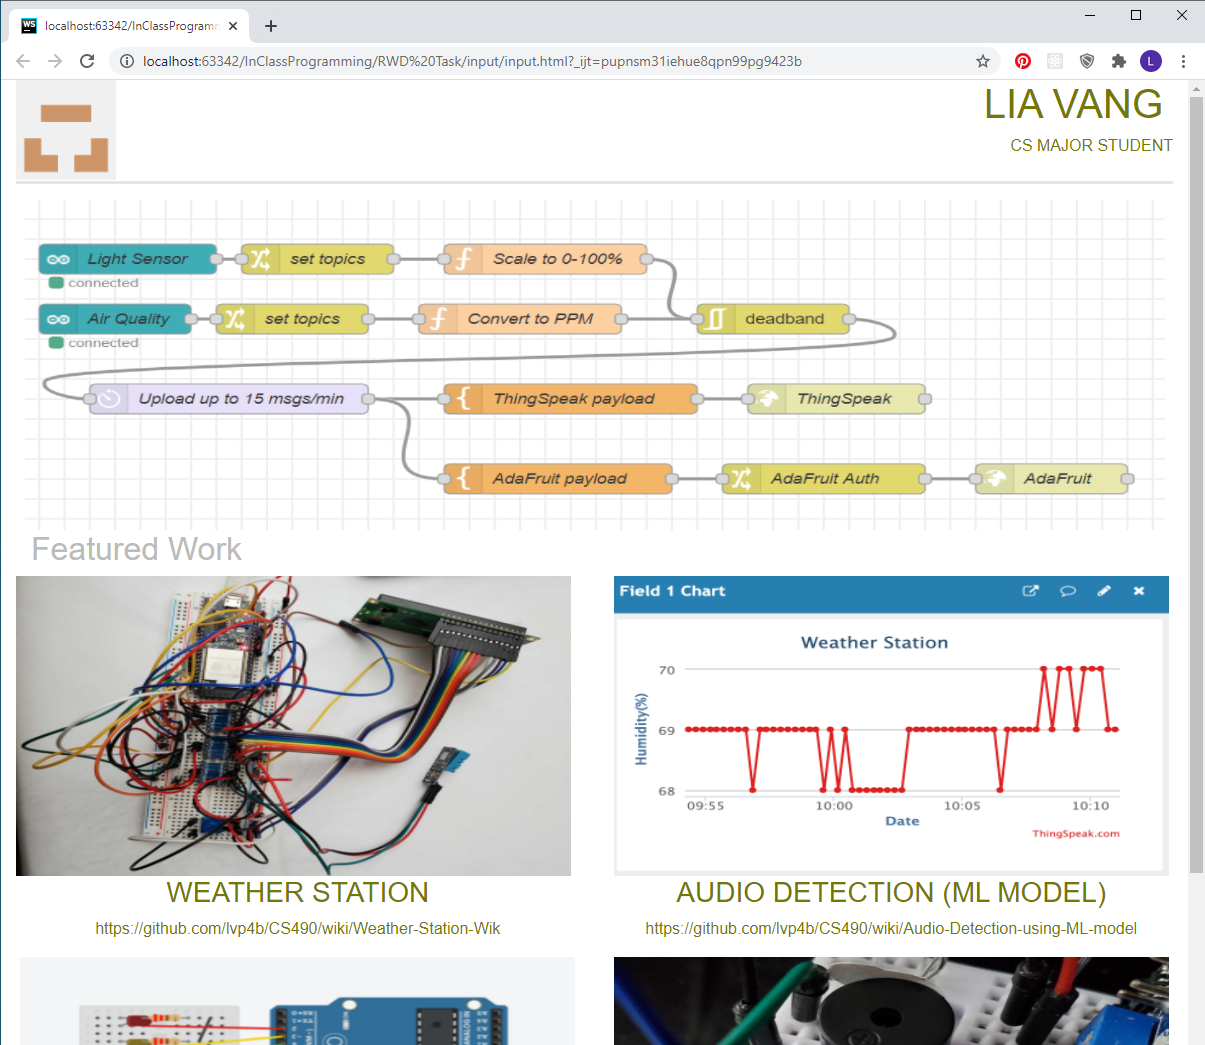 WS localhost:63342/InClassProgramm
localhost:63342/InClassProgramming/RWD%20Task/input/input.html?_ijt=pupnsm31iehue8qpn99pg9423b
L
LIA VANG
CS MAJOR STUDENT
Light Sensor set topics Scale to 0-100%
connected
Air Quality set topics Convert to PPM deadband
connected
Upload up to 15 msgs/min ThingSpeak payload ThingSpeak
AdaFruit payload AdaFruit Auth AdaFruit
Featured Work
Field 1 Chart
Weather Station
Humidity(%)
70
69
68
09:55 10:00 10:05 10:10
Date
ThingSpeak.com
WEATHER STATION
https://github.com/lvp4b/CS490/wiki/Weather-Station-Wik
AUDIO DETECTION (ML MODEL)
https://github.com/lvp4b/CS490/wiki/Audio-Detection-using-ML-model